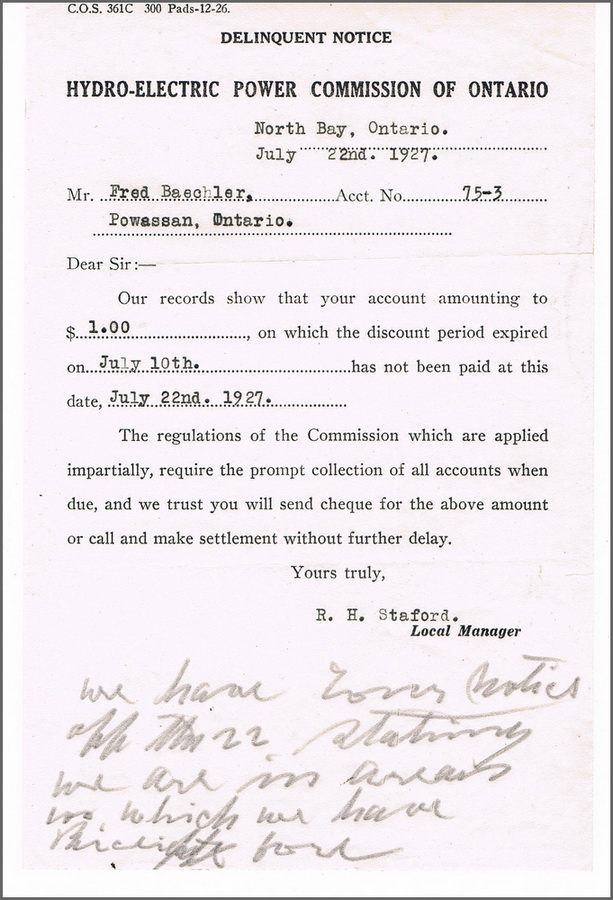 C.O.S. 361C 300 Pads-12-26.
DELINQUENT NOTICE
HYDRO-ELECTRIC POWER COMMISSION OF ONTARIO
North Bay, Ontario.
July 22nd. 1927.
Mr. Fred Baechler, Acct. No. 75-3
Powassan, Ontario.
Dear Sir:—
Our records show that your account amounting to
$ 1.00, on which the discount period expired
on July 10th. has not been paid at this
date, July 22nd. 1927.
The regulations of the Commission which are applied
impartially, require the prompt collection of all accounts when
due, and we trust you will send cheque for the above amount
or call and make settlement without further delay.
Yours truly,
R. H. Staford.
Local Manager
we have notics
22 stating
we are in arears
which we have